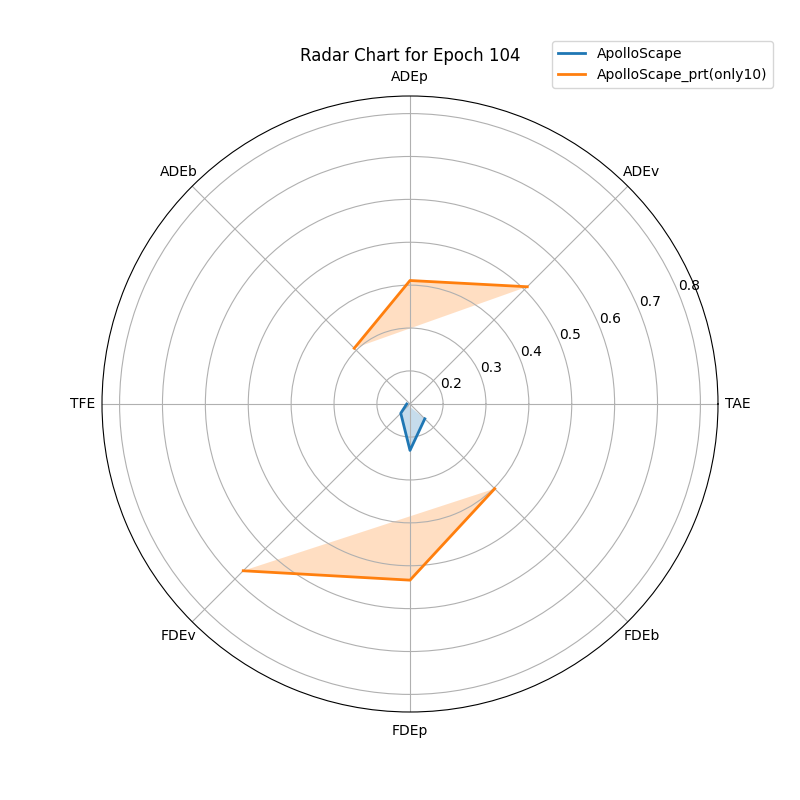 Radar Chart for Epoch 104
ApolloScape
ApolloScape_prt(only10)
ADEp
ADEb
ADEv
0.8
0.7
0.6
0.5
0.4
0.3
0.2
TFE
TAE
FDEv
FDEb
FDEp